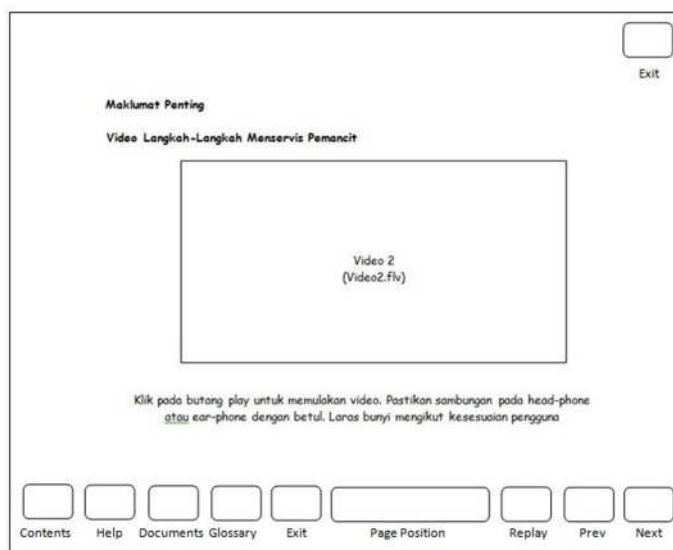 Exit
Maklumat Penting
Video Langkah-Langkah Menservis Pemancit
Video 2
(Video2.flv)
Klik pada butang play untuk memulakan video. Pastikan sambungan pada head-phone
atau ear-phone dengan betul. Laras bunyi mengikut kesesuaian pengguna
Contents Help Documents Glossary Exit Page Position Replay Prev Next